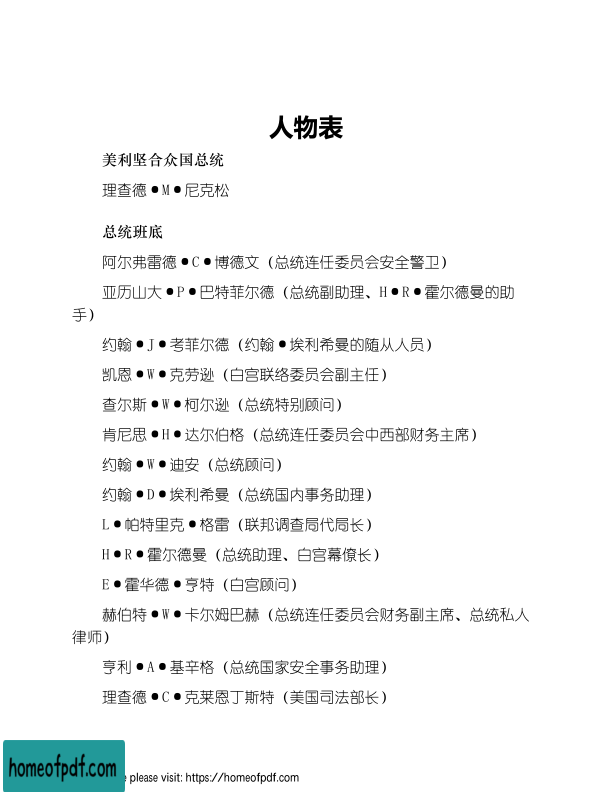 人物表
美利坚合众国总统
理查德●M●尼克松
总统班底
阿尔弗雷德●C●博德文（总统连任委员会安全警卫）
亚历山大●P●巴特菲尔德（总统副助理、H●R●霍尔德曼的助
手）
约翰●J●考菲尔德（约翰●埃利希曼的随从人员）
凯恩●W●克劳逊（白宫联络委员会副主任）
查尔斯●W●柯尔逊（总统特别顾问）
肯尼思●H●达尔伯格（总统连任委员会中西部财务主席）
约翰●W●迪安（总统顾问）
约翰●D●埃利希曼（总统国内事务助理）
L●帕特里克●格雷（联邦调查局代局长）
H●R●霍尔德曼（总统助理、白宫幕僚长）
E●霍华德●亨特（白宫顾问）
赫伯特●W●卡尔姆巴赫（总统连任委员会财务副主席、总统私人
律师）
亨利●A●基辛格（总统国家安全事务助理）
理查德●C●克莱恩丁斯特（美国司法部长）
homeofpdf.com
please visit: https://homeofpdf.com